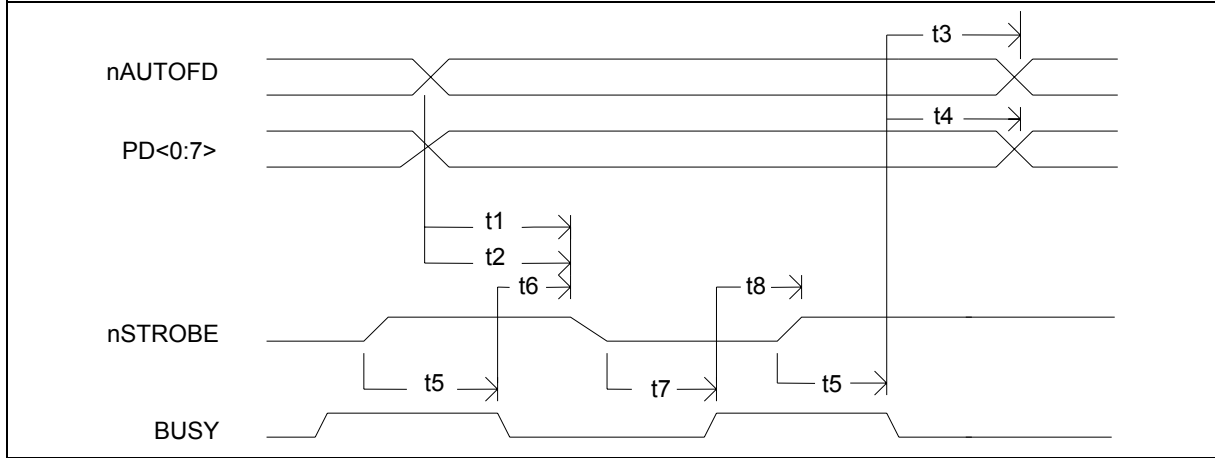 t3
nAUTOFD
t4
PD<0:7>
t1
t2
t6
t8
nSTROBE
t5
t7
t5
BUSY